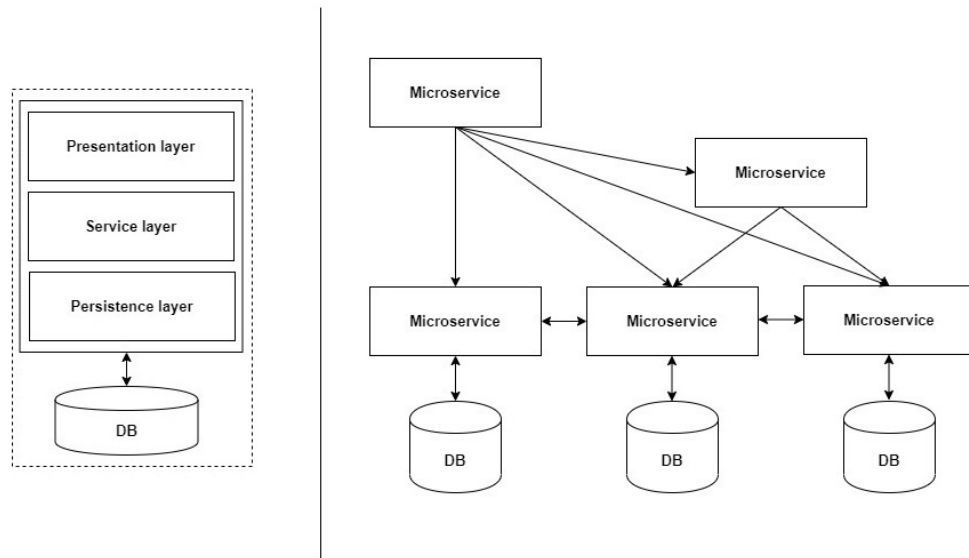 Presentation layer
Service layer
Persistence layer
DB
Microservice
Microservice
Microservice
Microservice
Microservice
DB
DB
DB